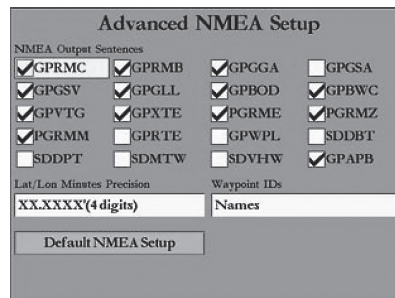 Advanced NMEA Setup
NMEA Output Sentences
GPRMC GPRMB GPGGA GPGSA
GPGSV GPGLL GPBOD GPBWC
GPVTG GPXTE PGRME PGRMZ
PGRMM GPRTE GPWPL SDDBT
SDDPT SDMTW SDVHW GPAPB
Lat/Lon Minutes Precision Waypoint IDs
XX.XXXX'(4 digits) Names
Default NMEA Setup